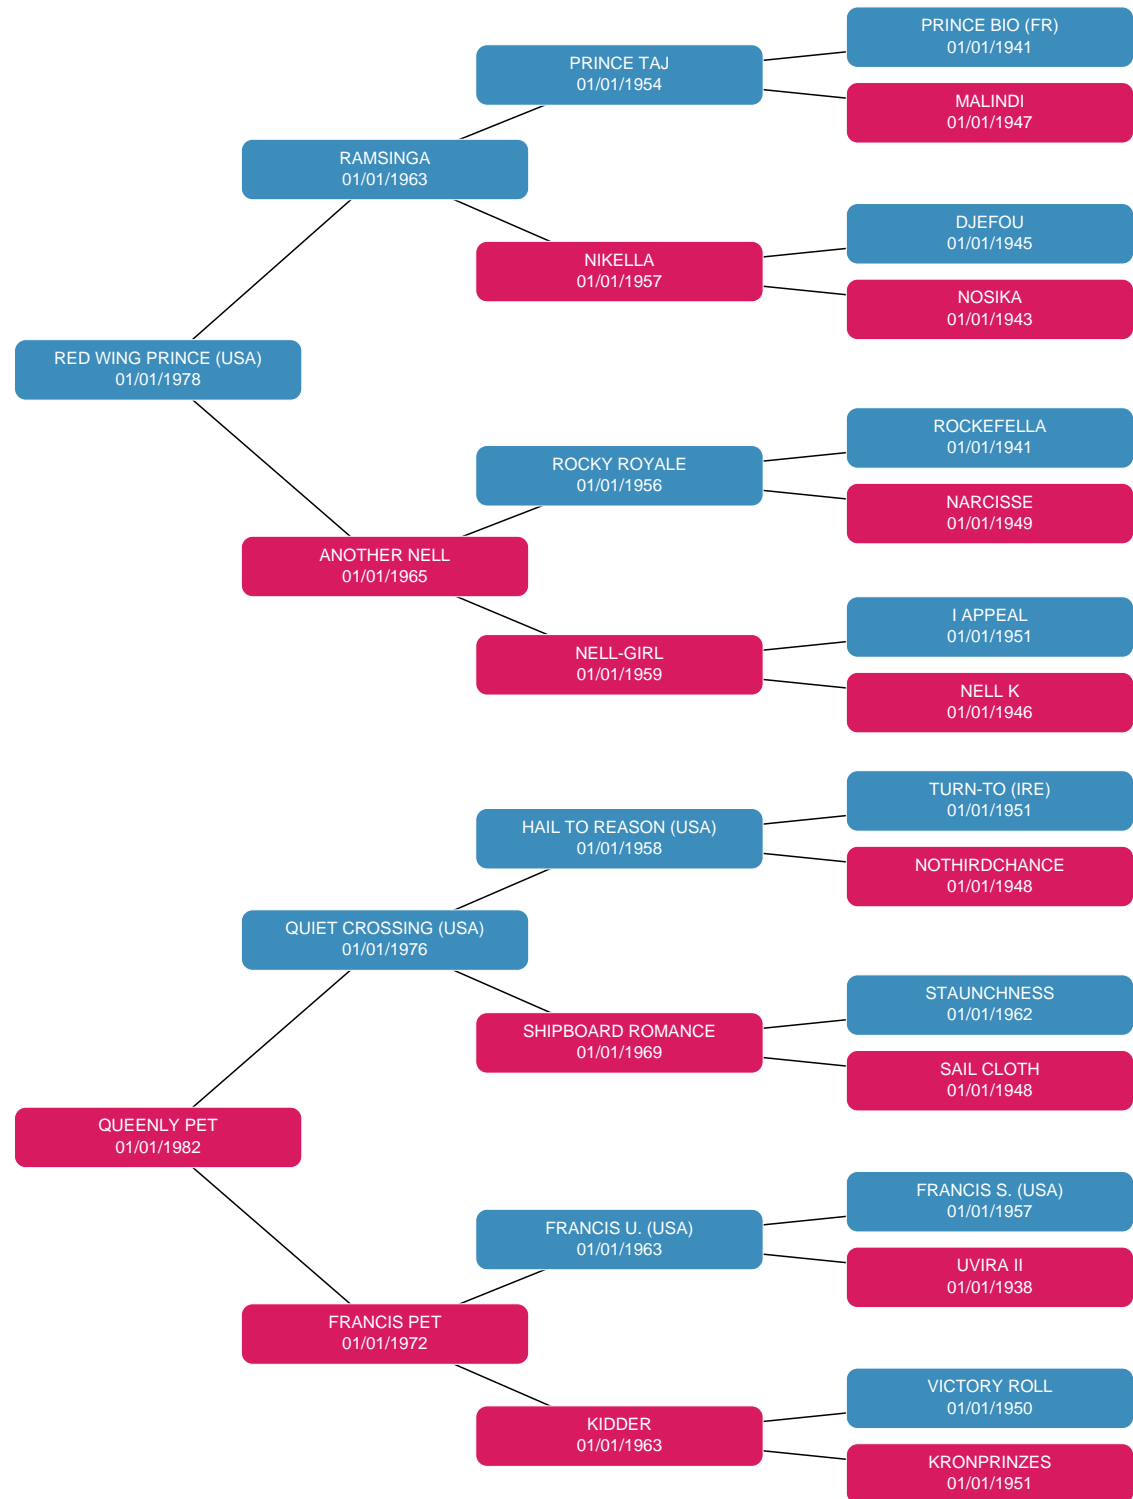 PRINCE BIO (FR)
01/01/1941
PRINCE TAJ
01/01/1954
MALINDI
01/01/1947
RAMSINGA
01/01/1963
DJEFOU
01/01/1945
NIKELLA
01/01/1957
NOSIKA
01/01/1943
RED WING PRINCE (USA)
01/01/1978
ROCKEFELLA
01/01/1941
ROCKY ROYALE
01/01/1956
NARCISSE
01/01/1949
ANOTHER NELL
01/01/1965
I APPEAL
01/01/1951
NELL-GIRL
01/01/1959
NELL K
01/01/1946
TURN-TO (IRE)
01/01/1951
HAIL TO REASON (USA)
01/01/1958
NOTHIRDCHANCE
01/01/1948
QUIET CROSSING (USA)
01/01/1976
STAUNCHNESS
01/01/1962
SHIPBOARD ROMANCE
01/01/1969
SAIL CLOTH
01/01/1948
QUEENLY PET
01/01/1982
FRANCIS S. (USA)
01/01/1957
FRANCIS U. (USA)
01/01/1963
UVIRA II
01/01/1938
FRANCIS PET
01/01/1972
VICTORY ROLL
01/01/1950
KIDDER
01/01/1963
KRONPRINZES
01/01/1951